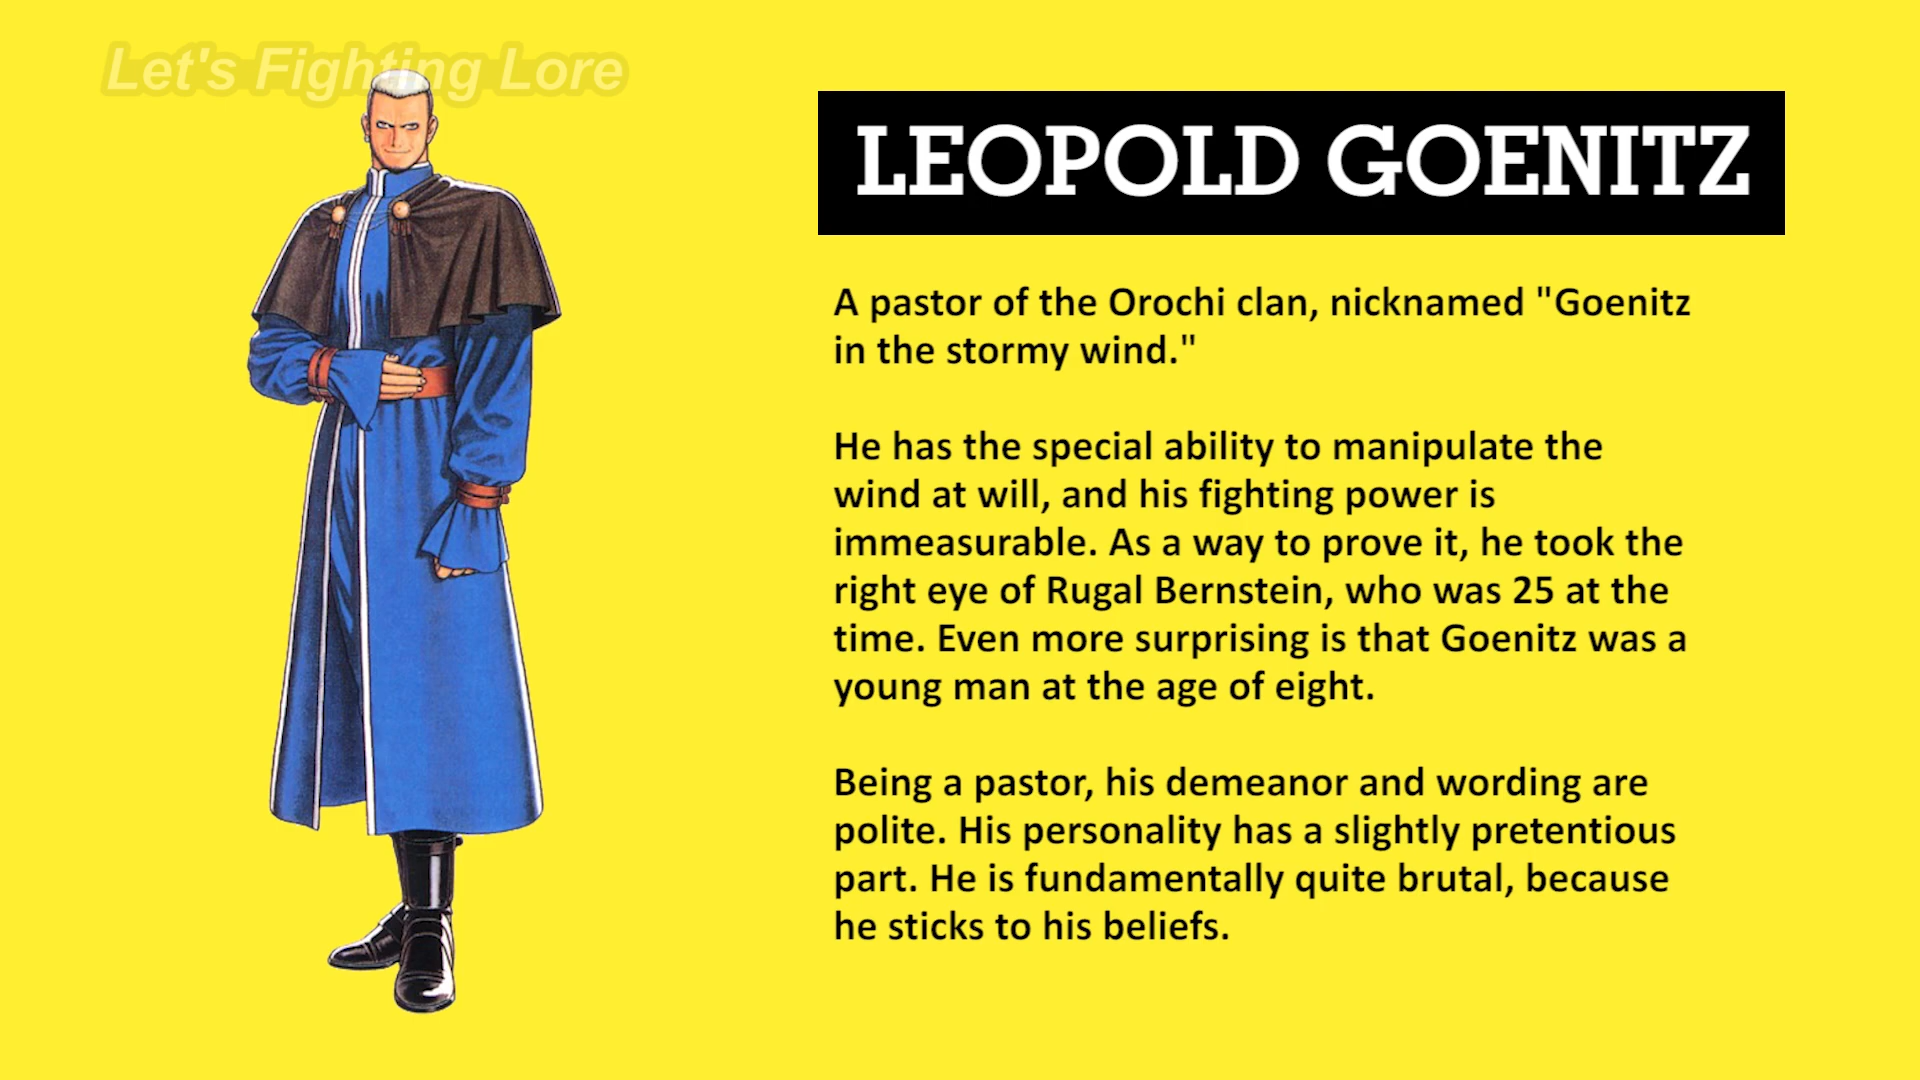 Let's Fighting Lore
LEOPOLD GOENITZ
A pastor of the Orochi clan, nicknamed "Goenitz
in the stormy wind."
He has the special ability to manipulate the
wind at will, and his fighting power is
immeasurable. As a way to prove it, he took the
right eye of Rugal Bernstein, who was 25 at the
time. Even more surprising is that Goenitz was a
young man at the age of eight.
Being a pastor, his demeanor and wording are
polite. His personality has a slightly pretentious
part. He is fundamentally quite brutal, because
he sticks to his beliefs.